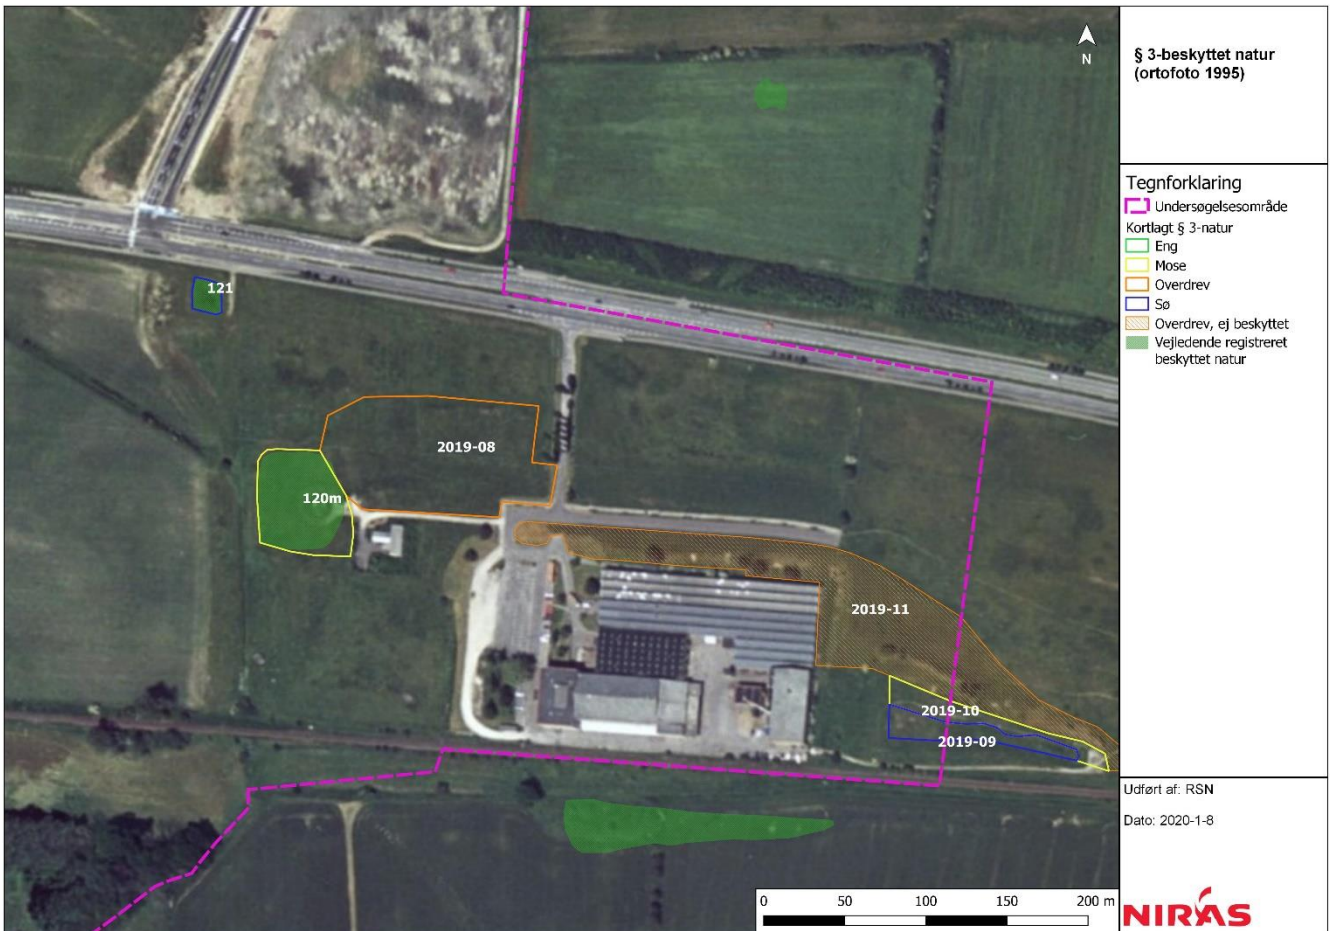 N
§ 3-beskyttet natur
(ortofoto 1995)
Tegnforklaring
Undersøgelsesområde
Kortlagt § 3-natur
Eng
Mose
Overdrev
Sø
Overdrev, ej beskyttet
Vejledende registreret
beskyttet natur
121
2019-08
120m
2019-11
2019-10
2019-09
Udført af: RSN
Dato: 2020-1-8
0 50 100 150 200 m
NIRAS